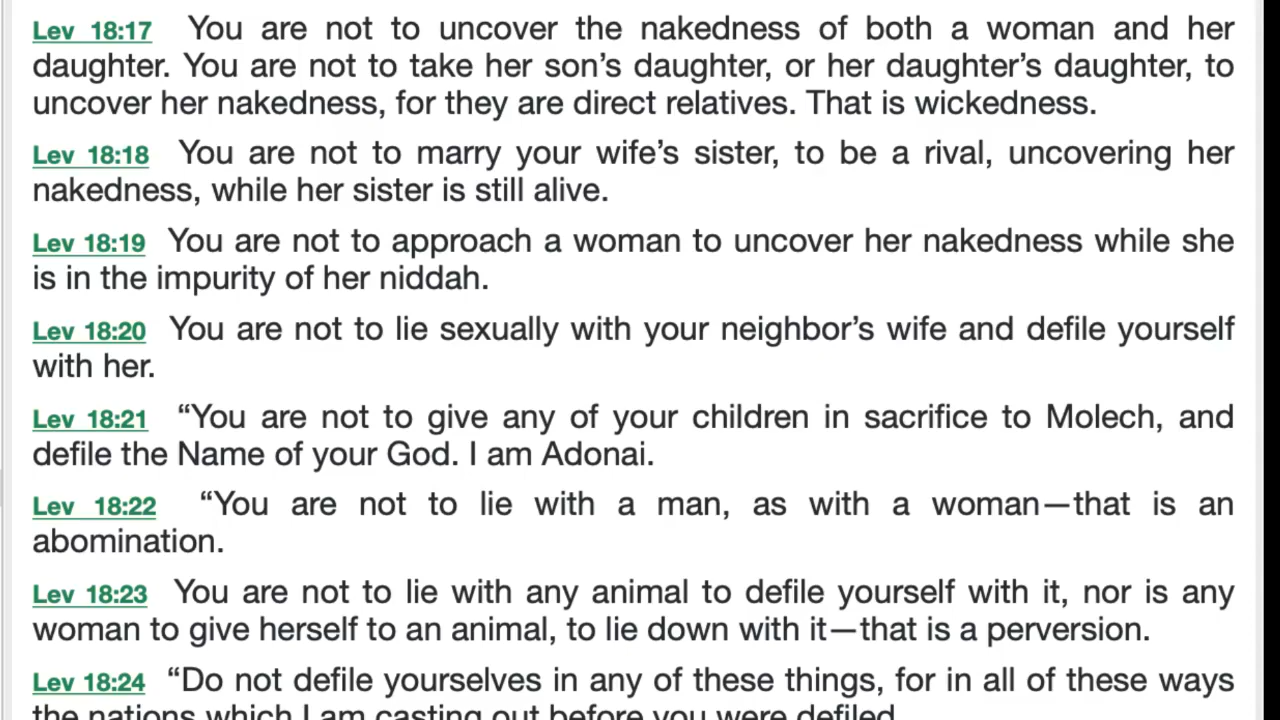 Lev 18:17 You are not to uncover the nakedness of both a woman and her
daughter. You are not to take her son’s daughter, or her daughter’s daughter, to
uncover her nakedness, for they are direct relatives. That is wickedness.
Lev 18:18 You are not to marry your wife’s sister, to be a rival, uncovering her
nakedness, while her sister is still alive.
Lev 18:19 You are not to approach a woman to uncover her nakedness while she
is in the impurity of her niddah.
Lev 18:20 You are not to lie sexually with your neighbor’s wife and defile yourself
with her.
Lev 18:21 “You are not to give any of your children in sacrifice to Molech, and
defile the Name of your God. I am Adonai.
Lev 18:22 “You are not to lie with a man, as with a woman—that is an
abomination.
Lev 18:23 You are not to lie with any animal to defile yourself with it, nor is any
woman to give herself to an animal, to lie down with it—that is a perversion.
Lev 18:24 “Do not defile yourselves in any of these things, for in all of these ways
the nations which I am casting out before you were defiled.